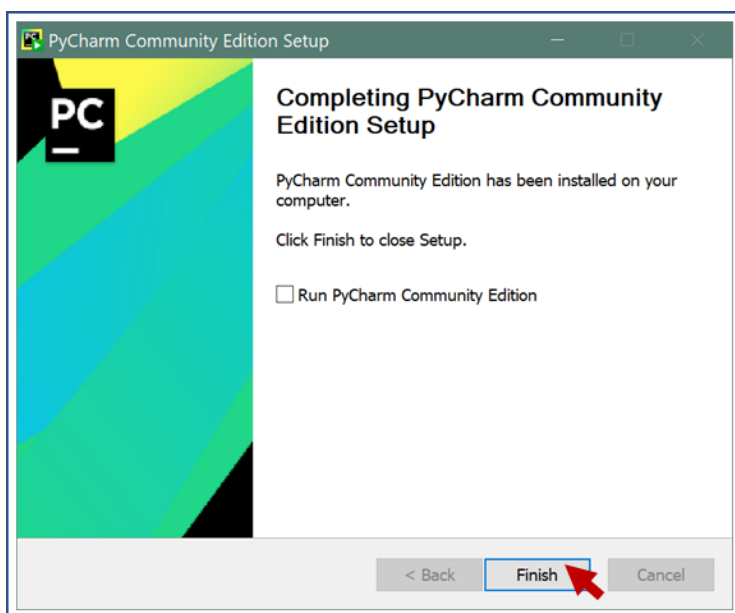 PyCharm Community Edition Setup
PC
Completing PyCharm Community
Edition Setup
PyCharm Community Edition has been installed on your
computer.
Click Finish to close Setup.
Run PyCharm Community Edition
< Back
Finish
Cancel